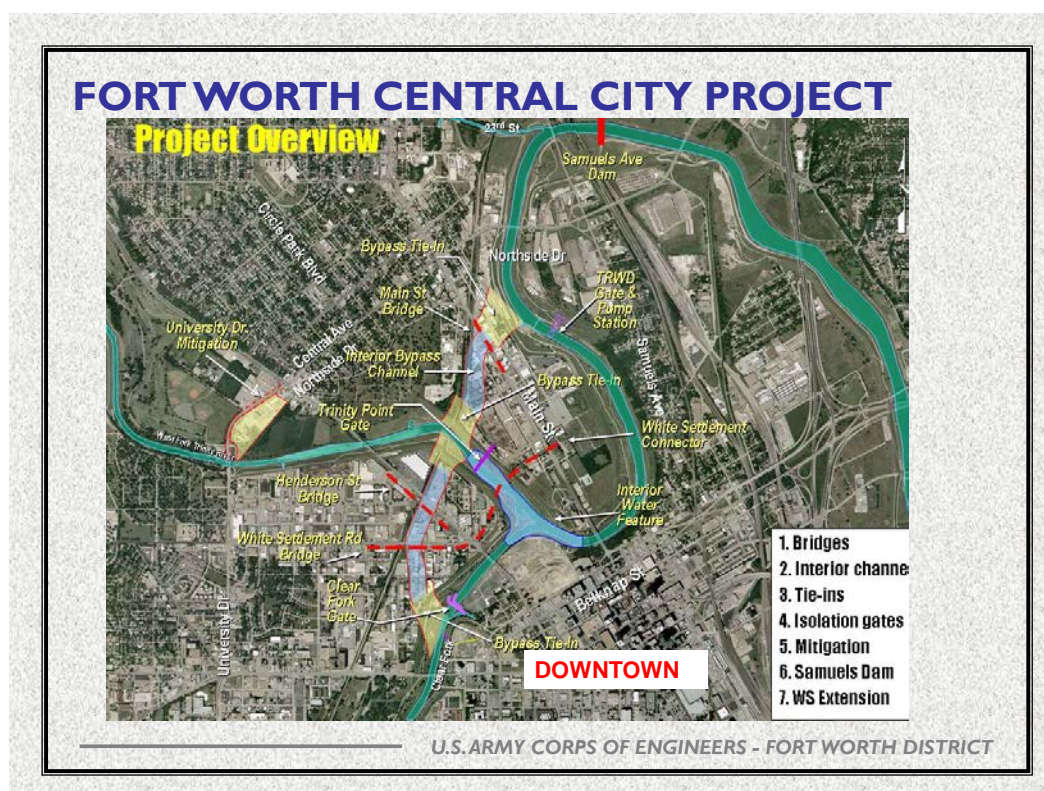 FORT WORTH CENTRAL CITY PROJECT
Project Overview
23rd St
Samuels Ave
Dam
Circle Park Blvd
Bypass Tie-In
Northside Dr
Main St
Bridge
TRWD
Gate &
Pump
Station
University Dr.
Mitigation
Central Ave
Northside Dr
Interior Bypass
Channel
Samuels Ave
Bypass Tie-in
Trinity Point
Gate
Main St
White Settlement
Connector
West Fork Trinity River
Henderson St
Bridge
Interior
Water
Feature
White Settlement Rd
Bridge
Clear
Fork
Gate
Belknap St
University Dr
Clear Fork
Bypass Tie-In
DOWNTOWN
1. Bridges
2. Interior channe
3. Tie-ins
4. Isolation gates
5. Mitigation
6. Samuels Dam
7. WS Extension
U.S. ARMY CORPS OF ENGINEERS - FORT WORTH DISTRICT